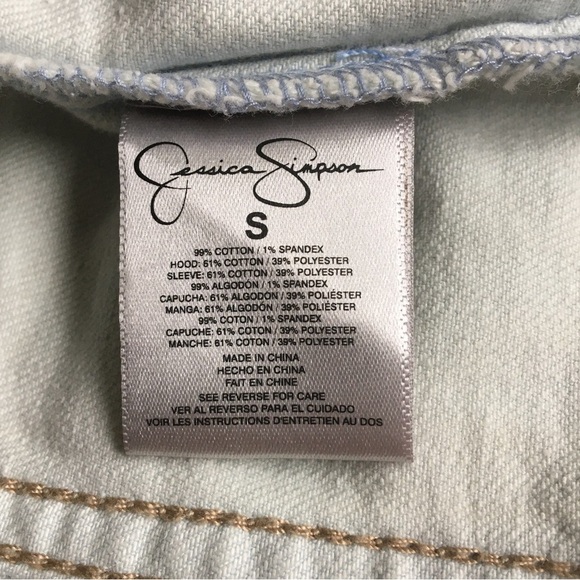 Jessica Simpson
S
99% COTTON / 1% SPANDEX
HOOD: 61% COTTON / 39% POLYESTER
SLEEVE: 61% COTTON / 39% POLYESTER
99% ALGODÓN / 1% SPANDEX
CAPUCHA: 61% ALGODÓN / 39% POLIÉSTER
MANGA: 61% ALGODÓN / 39% POLIÉSTER
99% COTON / 1% SPANDEX
CAPUCHE: 61% COTON / 39% POLYESTER
MANCHE: 61% COTON / 39% POLYESTER
MADE IN CHINA
HECHO EN CHINA
FAIT EN CHINE
SEE REVERSE FOR CARE
VER AL REVERSO PARA EL CUIDADO
VOIR LES INSTRUCTIONS D'ENTRETIEN AU DOS